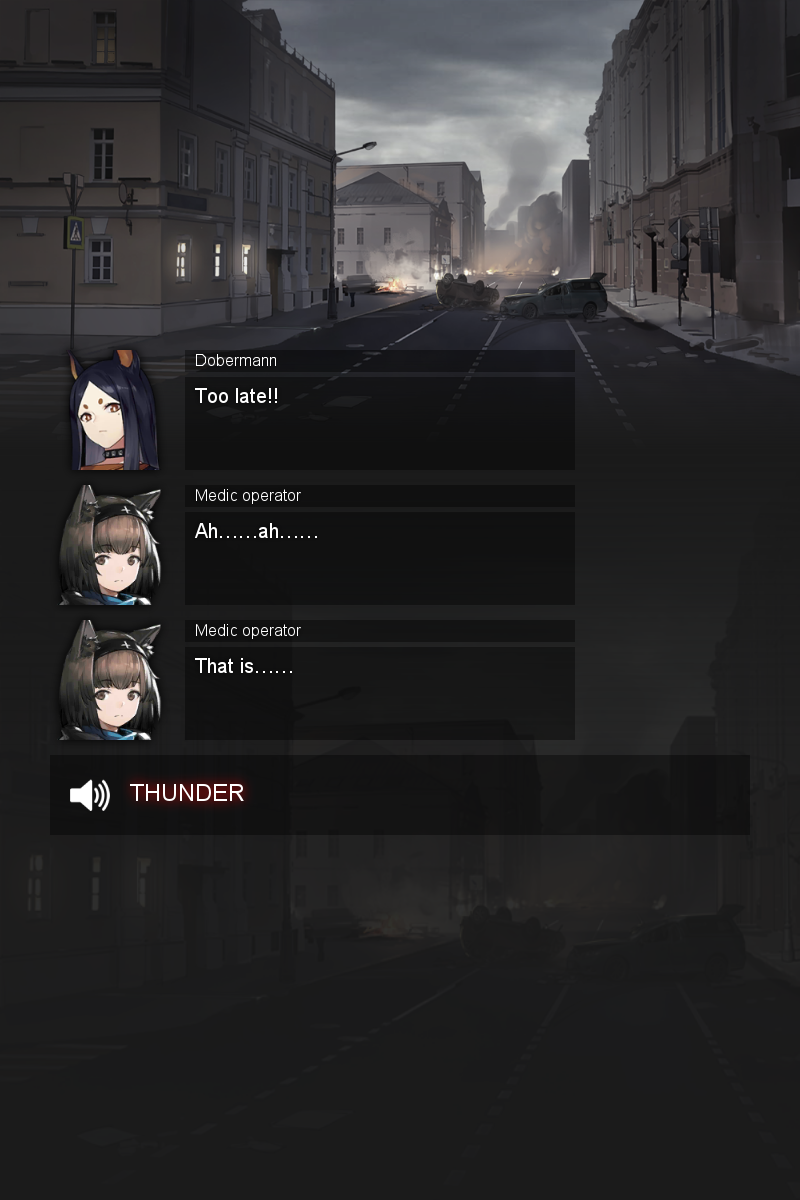 Dobermann
Too late!!
Medic operator
Ah......ah......
Medic operator
That is......
THUNDER